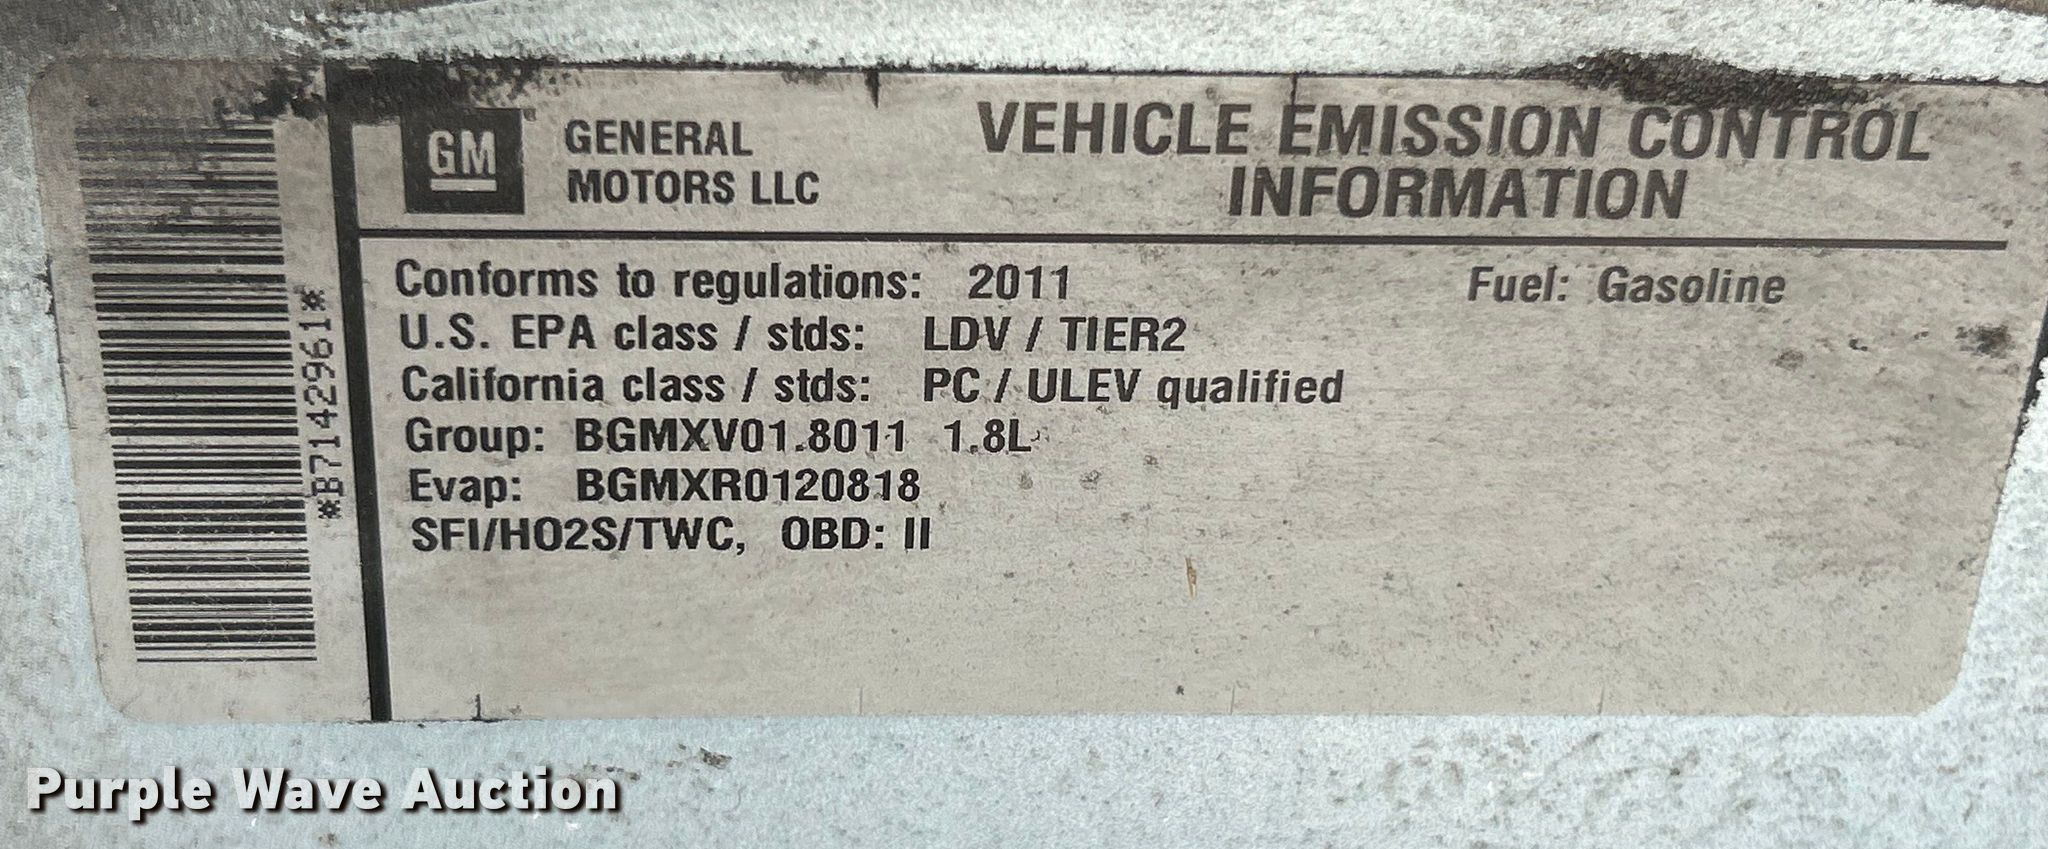 GM
GENERAL
MOTORS LLC
VEHICLE EMISSION CONTROL
INFORMATION
*B7142961*
Conforms to regulations: 2011 Fuel: Gasoline
U.S. EPA class / stds: LDV / TIER2
California class / stds: PC / ULEV qualified
Group: BGMXV01.8011 1.8L
Evap: BGMXR0120818
SFI/HO2S/TWC, OBD: II
Purple Wave Auction